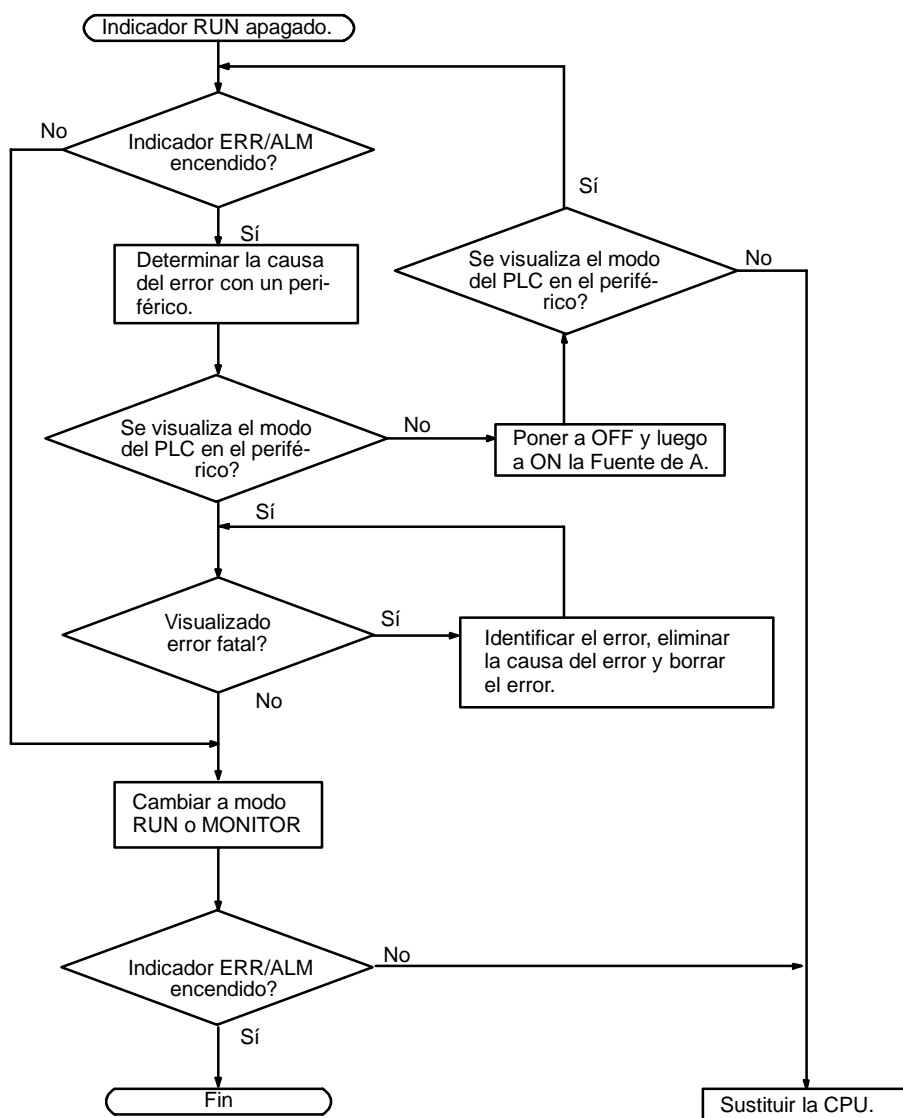 Indicador RUN apagado.
No
Indicador ERR/ALM
encendido?
Sí
Sí
Determinar la causa
del error con un peri-
férico.
Se visualiza el modo
del PLC en el perifé-
rico?
No
Se visualiza el modo
del PLC en el perifé-
rico?
No
Poner a OFF y luego
a ON la Fuente de A.
Sí
Visualizado
error fatal?
Sí
Identificar el error, eliminar
la causa del error y borrar
el error.
No
Cambiar a modo
RUN o MONITOR
Indicador ERR/ALM
encendido?
No
Sí
Fin
Sustituir la CPU.